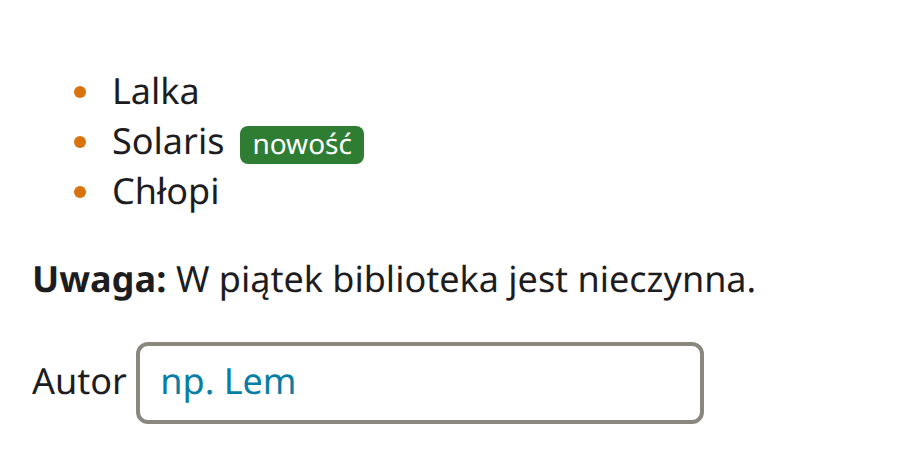 Lalka
Solaris nowość
Chłopi
Uwaga: W piątek biblioteka jest nieczynna.
Autor np. Lem